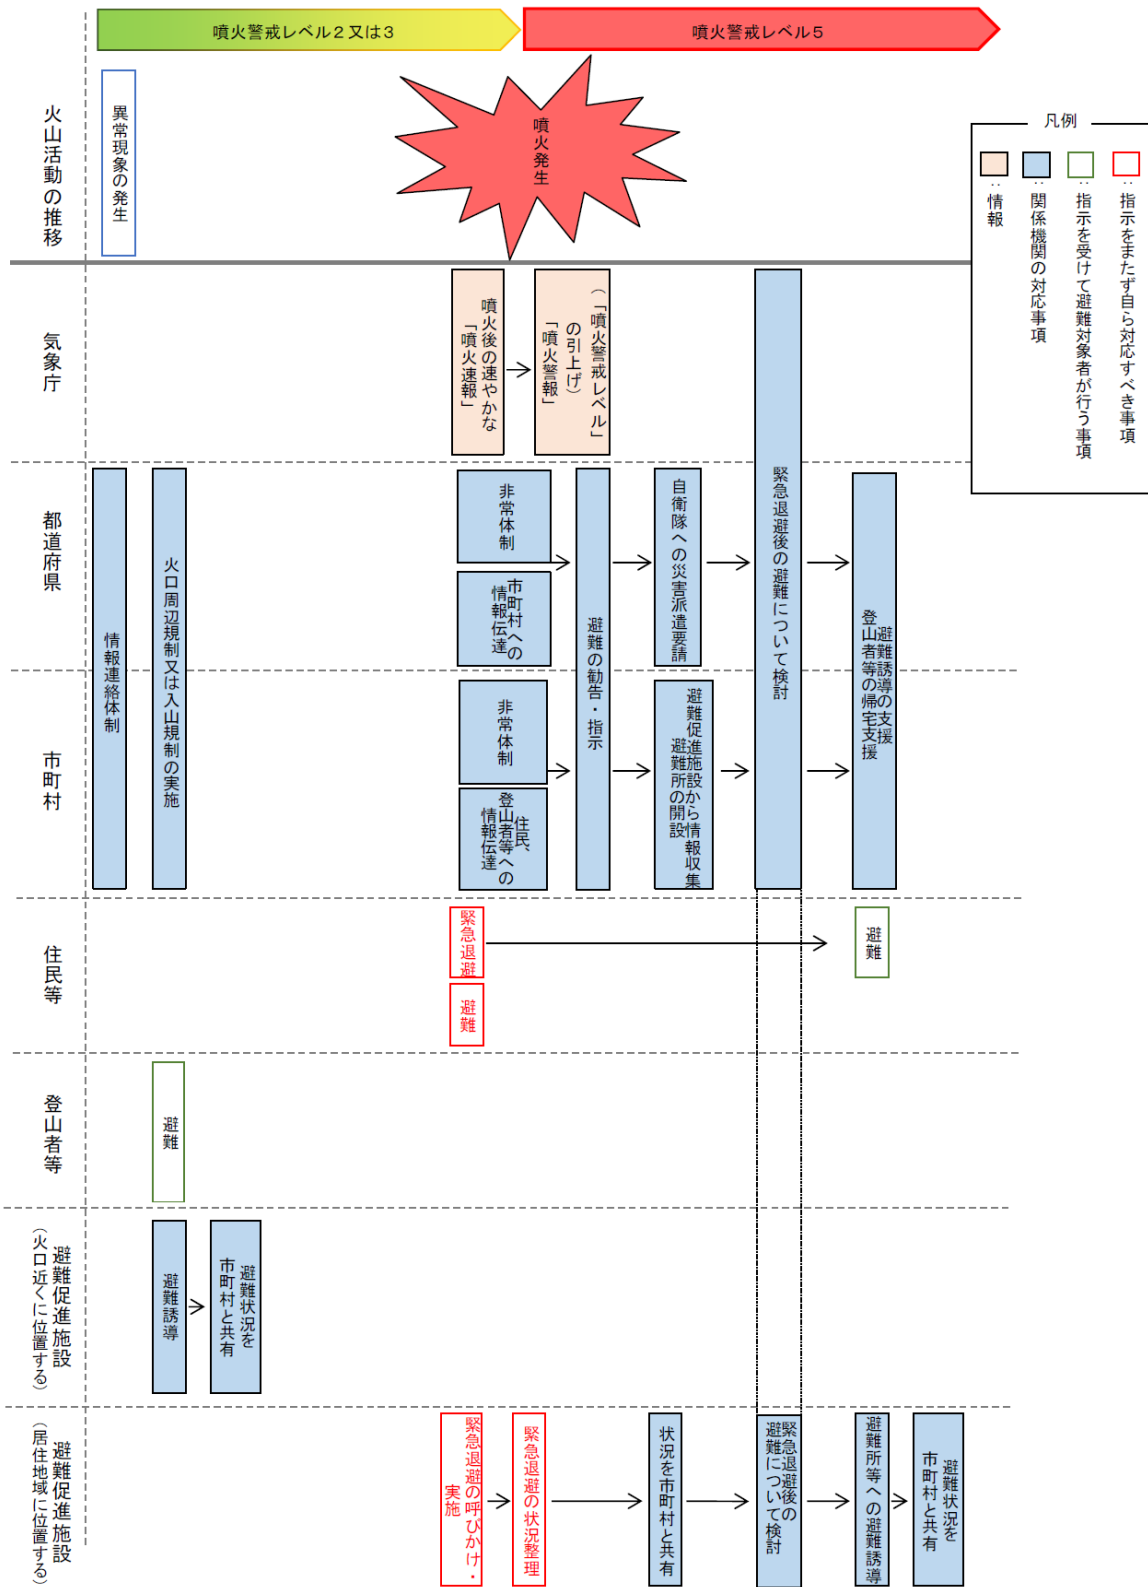 噴火警戒レベル２又は３
噴火警戒レベル５
火山活動の推移
異常現象の発生
噴火発生
凡例
：情報
：関係機関の対応事項
：指示を受けて避難対象者が行う事項
：指示をまたず自ら対応すべき事項
気象庁
噴火後の速やかな
「噴火速報」
（「噴火警戒レベル」
の引上げ）
「噴火警報」
緊急退避後の避難について検討
都道府県
情報連絡体制
火口周辺規制又は入山規制の実施
非常体制
市町村への
情報伝達
避難の勧告・指示
自衛隊への災害派遣要請
避難誘導の支援
登山者等の帰宅支援
市町村
非常体制
住民、
登山者等への
情報伝達
避難促進施設から情報収集
避難所の開設
住民等
緊急退避
避難
避難
登山者等
避難
避難促進施設
（火口近くに位置する）
避難誘導
避難状況を
市町村と共有
避難促進施設
（居住地域に位置する）
緊急退避の呼びかけ・
実施
緊急退避の状況整理
状況を市町村と共有
緊急退避後の
避難について検討
避難所等への避難誘導
避難状況を
市町村と共有